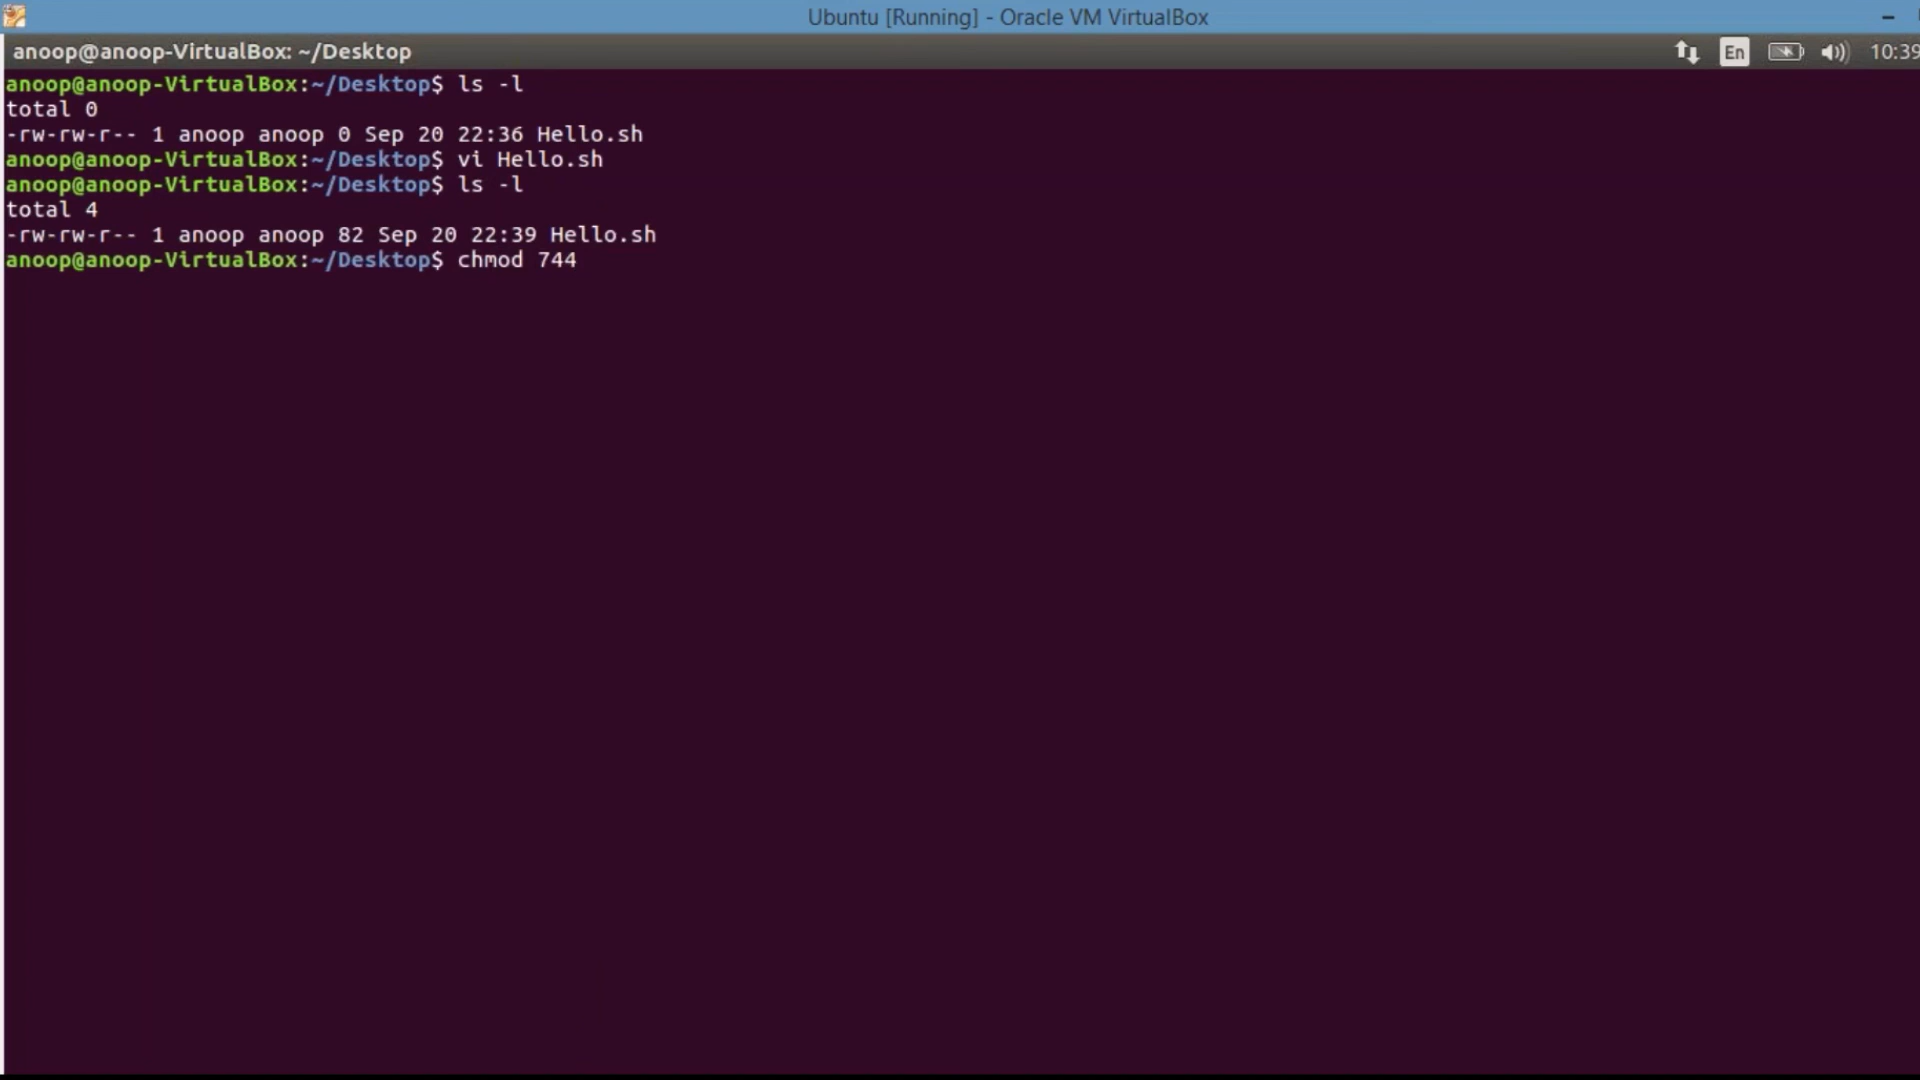 Ubuntu [Running] - Oracle VM VirtualBox
anoop@anoop-VirtualBox: ~/Desktop
En
10:39
anoop@anoop-VirtualBox:~/Desktop$ ls -l
total 0
-rw-rw-r-- 1 anoop anoop 0 Sep 20 22:36 Hello.sh
anoop@anoop-VirtualBox:~/Desktop$ vi Hello.sh
anoop@anoop-VirtualBox:~/Desktop$ ls -l
total 4
-rw-rw-r-- 1 anoop anoop 82 Sep 20 22:39 Hello.sh
anoop@anoop-VirtualBox:~/Desktop$ chmod 744